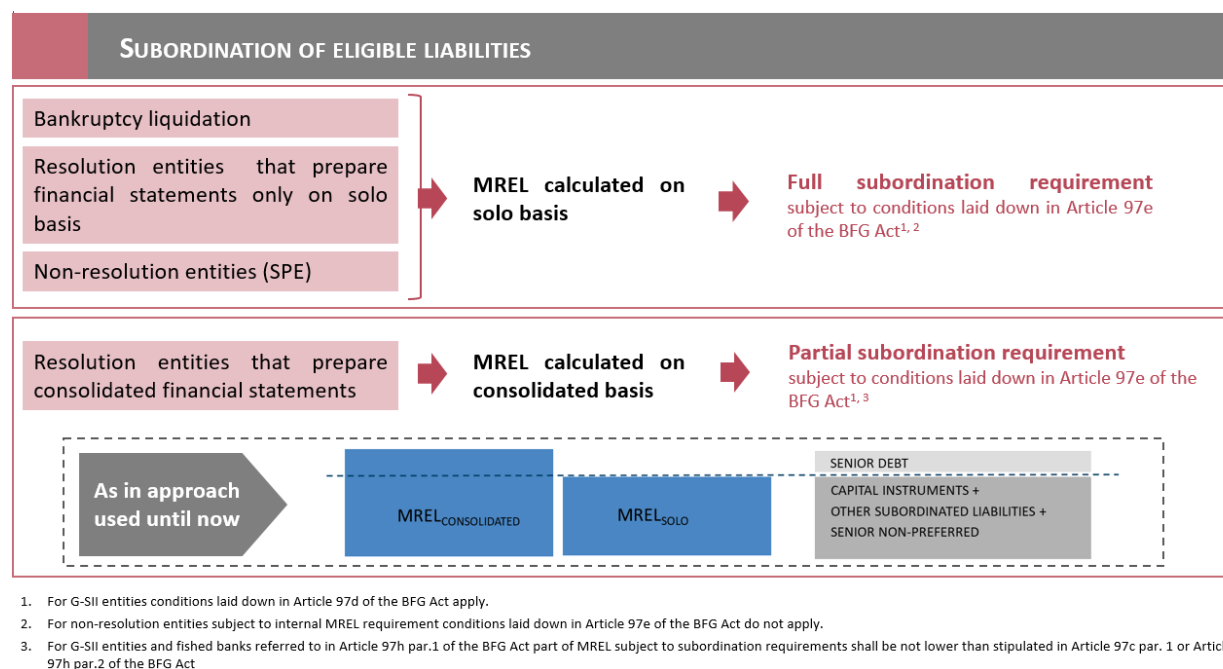 SUBORDINATION OF ELIGIBLE LIABILITIES
Bankruptcy liquidation
Resolution entities that prepare
financial statements only on solo
basis
Non-resolution entities (SPE)
MREL calculated on
solo basis
Full subordination requirement
subject to conditions laid down in Article 97e
of the BFG Act1, 2
Resolution entities that prepare
consolidated financial statements
MREL calculated on
consolidated basis
Partial subordination requirement
subject to conditions laid down in Article 97e of the
BFG Act1, 3
As in approach
used until now
MRELCONSOLIDATED
MRELSOLO
SENIOR DEBT
CAPITAL INSTRUMENTS +
OTHER SUBORDINATED LIABILITIES +
SENIOR NON-PREFERRED
1. For G-SII entities conditions laid down in Article 97d of the BFG Act apply.
2. For non-resolution entities subject to internal MREL requirement conditions laid down in Article 97e of the BFG Act do not apply.
3. For G-SII entities and fished banks referred to in Article 97h par.1 of the BFG Act part of MREL subject to subordination requirements shall be not lower than stipulated in Article 97c par. 1 or Artic
97h par.2 of the BFG Act